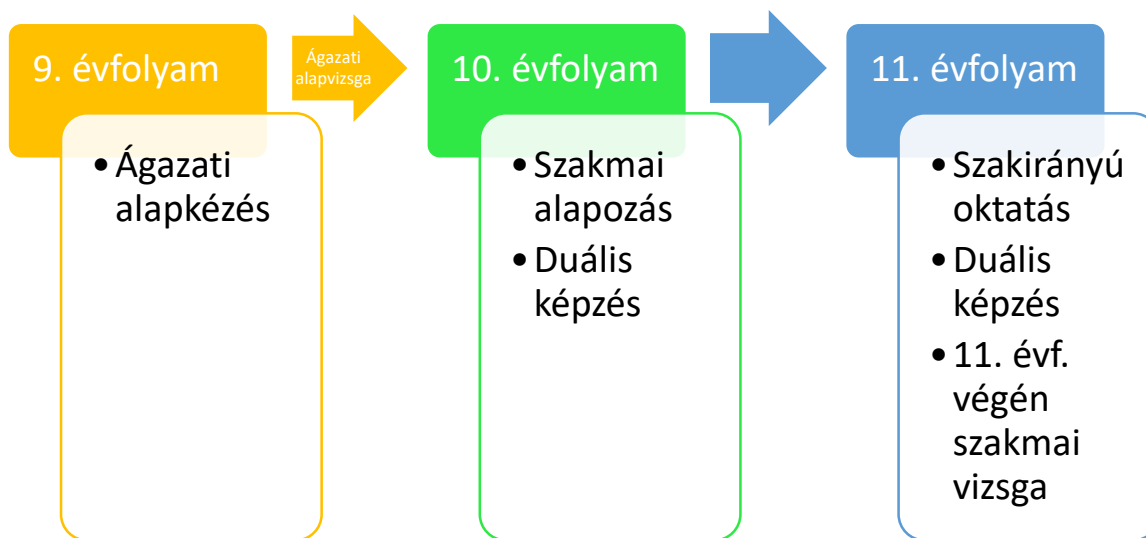 9. évfolyam
• Ágazati
alapkézés
Ágazati
alapvizsga
10. évfolyam
• Szakmai
alapozás
• Duális
képzés
11. évfolyam
• Szakirányú
oktatás
• Duális
képzés
• 11. évf.
végén
szakmai
vizsga